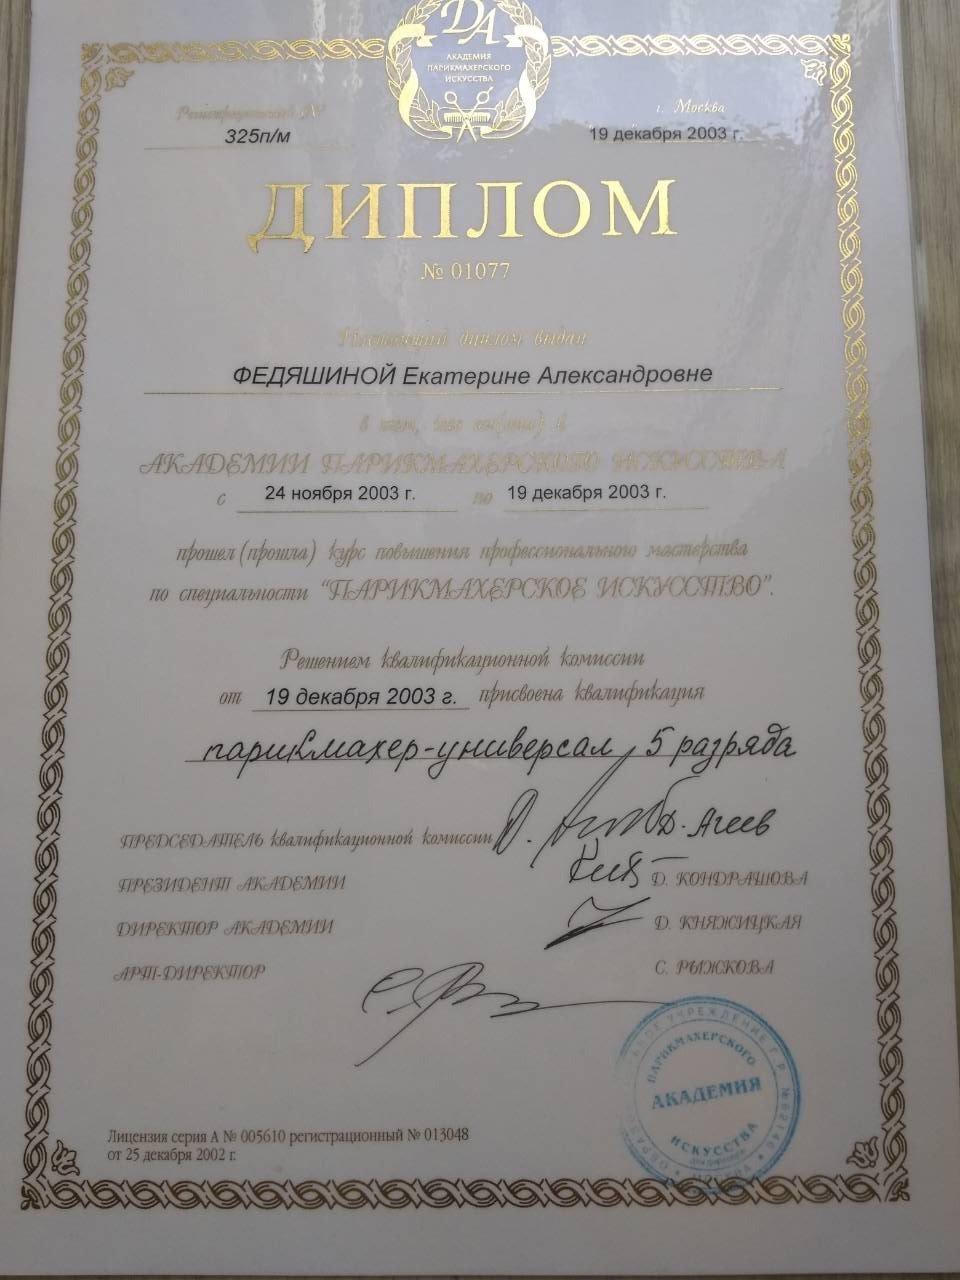 ДА
АКАДЕМИЯ
ПАРИКМАХЕРСКОГО
ИСКУССТВА
Регистрационный №
325п/м
г. Москва
19 декабря 2003 г.
ДИПЛОМ
№ 01077
Настоящий диплом выдан
ФЕДЯШИНОЙ Екатерине Александровне
в том, что он(она) в
АКАДЕМИИ ПАРИКМАХЕРСКОГО ИСКУССТВА
с 24 ноября 2003 г. по 19 декабря 2003 г.
прошел (прошла) курс повышения профессионального мастерства
по специальности "ПАРИКМАХЕРСКОЕ ИСКУССТВО".
Решением квалификационной комиссии
от 19 декабря 2003 г. присвоена квалификация
парикмахер-универсал, 5 разряда
ПРЕДСЕДАТЕЛЬ квалификационной комиссии Д. Агеев
ПРЕЗИДЕНТ АКАДЕМИИ Д. КОНДРАШОВА
ДИРЕКТОР АКАДЕМИИ Д. КНЯЖИЦКАЯ
АРТ-ДИРЕКТОР С. РЫЖКОВА
ПАРИКМАХЕРСКОГО
АКАДЕМИЯ
ИСКУССТВА
Лицензия серия А № 005610 регистрационный № 013048
от 25 декабря 2002 г.